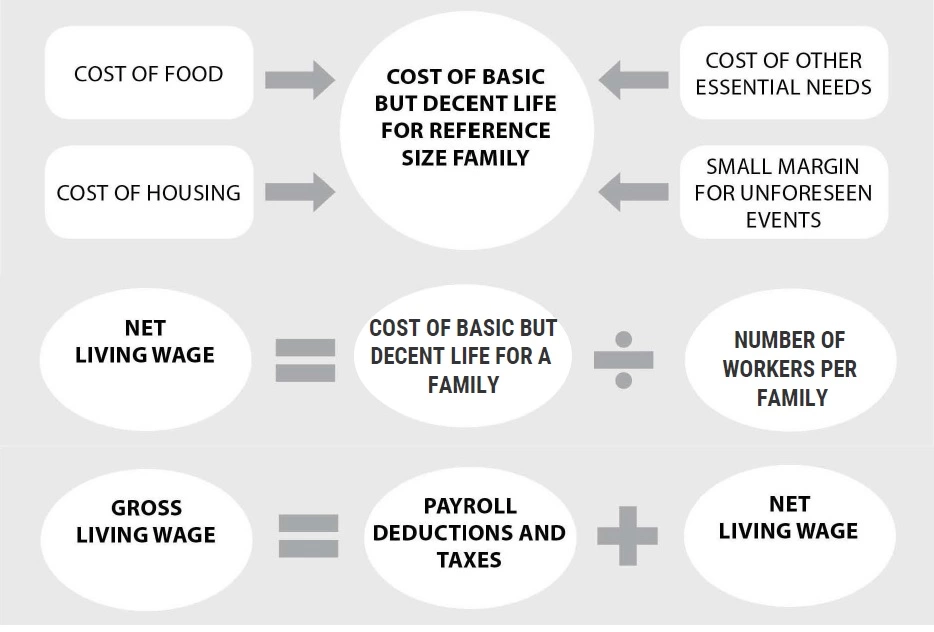 COST OF FOOD
COST OF BASIC
BUT DECENT LIFE
FOR REFERENCE
SIZE FAMILY
COST OF OTHER
ESSENTIAL NEEDS
COST OF HOUSING
SMALL MARGIN
FOR UNFORESEEN
EVENTS
NET
LIVING WAGE
=
COST OF BASIC BUT
DECENT LIFE FOR A
FAMILY
÷
NUMBER OF
WORKERS PER
FAMILY
GROSS
LIVING WAGE
=
PAYROLL
DEDUCTIONS AND
TAXES
+
NET
LIVING WAGE